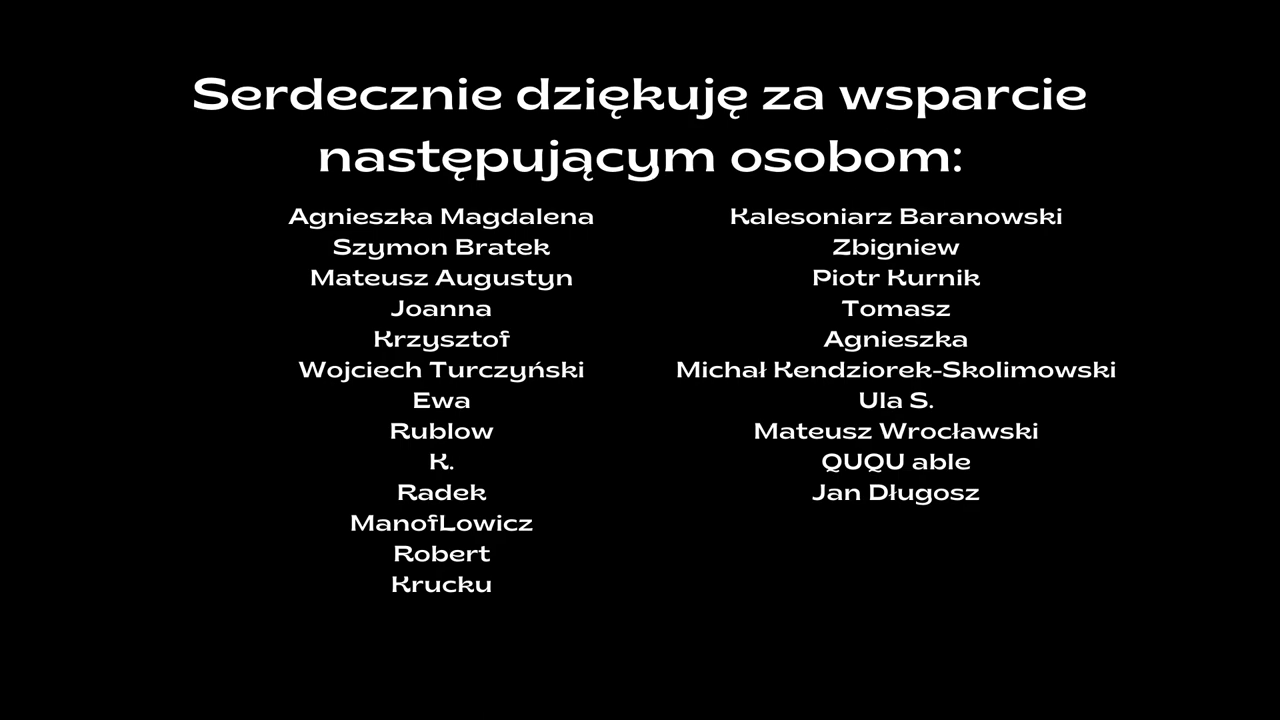 Serdecznie dziękuję za wsparcie
następującym osobom:
Agnieszka Magdalena
Szymon Bratek
Mateusz Augustyn
Joanna
Krzysztof
Wojciech Turczyński
Ewa
Rublow
K.
Radek
ManofLowicz
Robert
Krucku
Kalesoniarz Baranowski
Zbigniew
Piotr Kurnik
Tomasz
Agnieszka
Michał Kendziorek-Skolimowski
Ula S.
Mateusz Wrocławski
QUQU able
Jan Długosz